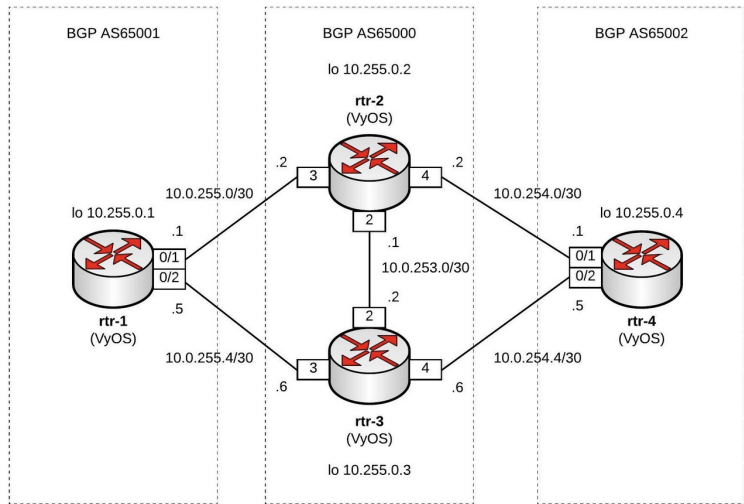 BGP AS65001
BGP AS65000
BGP AS65002
lo 10.255.0.2
rtr-2
(VyOS)
.2
3
4
.2
10.0.255.0/30
2
10.0.254.0/30
lo 10.255.0.1
.1
0/1
0/2
.5
rtr-1
(VyOS)
.1
10.0.253.0/30
.2
2
lo 10.255.0.4
.1
0/1
0/2
.5
rtr-4
(VyOS)
10.0.255.4/30
3
4
10.0.254.4/30
.6
.6
rtr-3
(VyOS)
lo 10.255.0.3